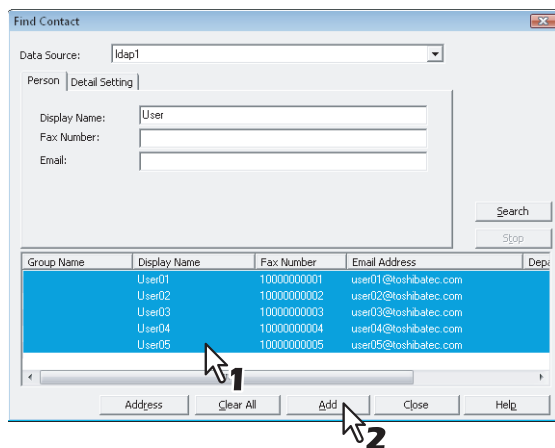 Find Contact
Data Source: ldap1
Person Detail Setting
Display Name: User
Fax Number:
Email:
Search
Stop
Group Name Display Name Fax Number Email Address Depa
User01 10000000001 user01@toshibatec.com
User02 10000000002 user02@toshibatec.com
User03 10000000003 user03@toshibatec.com
User04 10000000004 user04@toshibatec.com
User05 10000000005 user05@toshibatec.com
1
Address Clear All Add Close Help
2